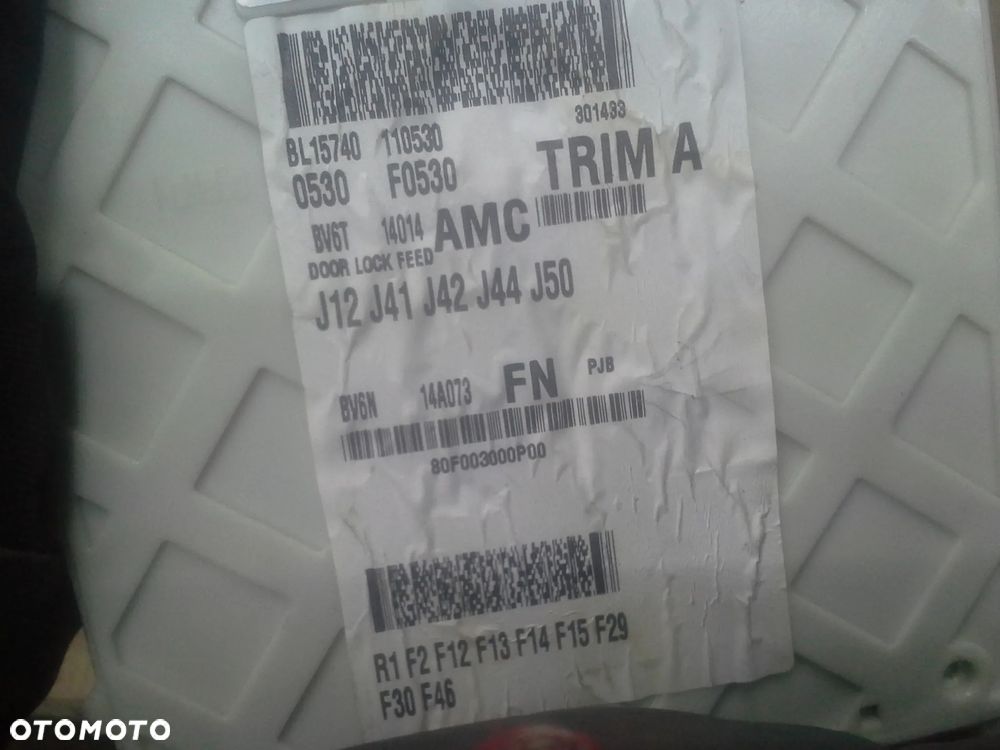 301433
BL15740 110530
0530 F0530 TRIM A
BV6T 14014 AMC
DOOR LOCK FEED
J12 J41 J42 J44 J50
BV6N 14A073 FN PJB
80F003000P00
R1 F2 F12 F13 F14 F15 F29
F30 F46
OTOMOTO